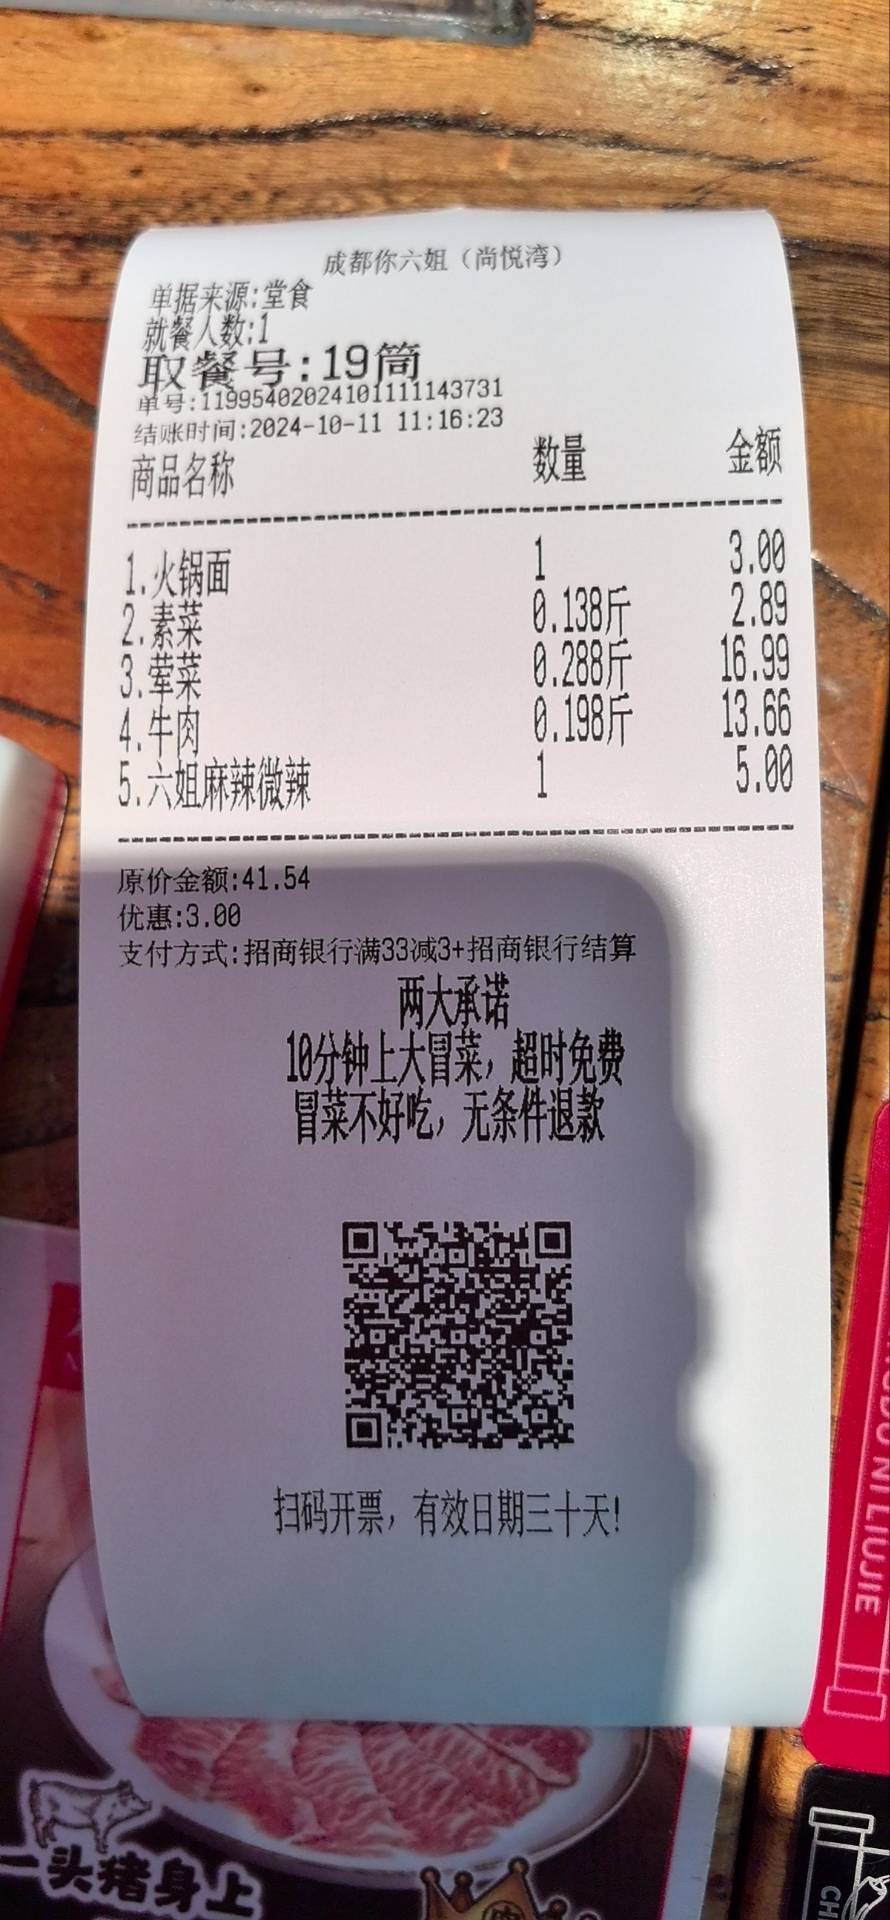 成都你六姐（尚悦湾）
单据来源:堂食
就餐人数:1
取餐号:19筒
单号:11995402024101111143731
结账时间:2024-10-11 11:16:23
商品名称 数量 金额
1.火锅面 1 3.00
2.素菜 0.138斤 2.89
3.荤菜 0.288斤 16.99
4.牛肉 0.198斤 13.66
5.六姐麻辣微辣 1 5.00
原价金额:41.54
优惠:3.00
支付方式:招商银行满33减3+招商银行结算
两大承诺
10分钟上大冒菜，超时免费
冒菜不好吃，无条件退款
扫码开票，有效日期三十天!
NI LIUJIE
一头猪身上
CH